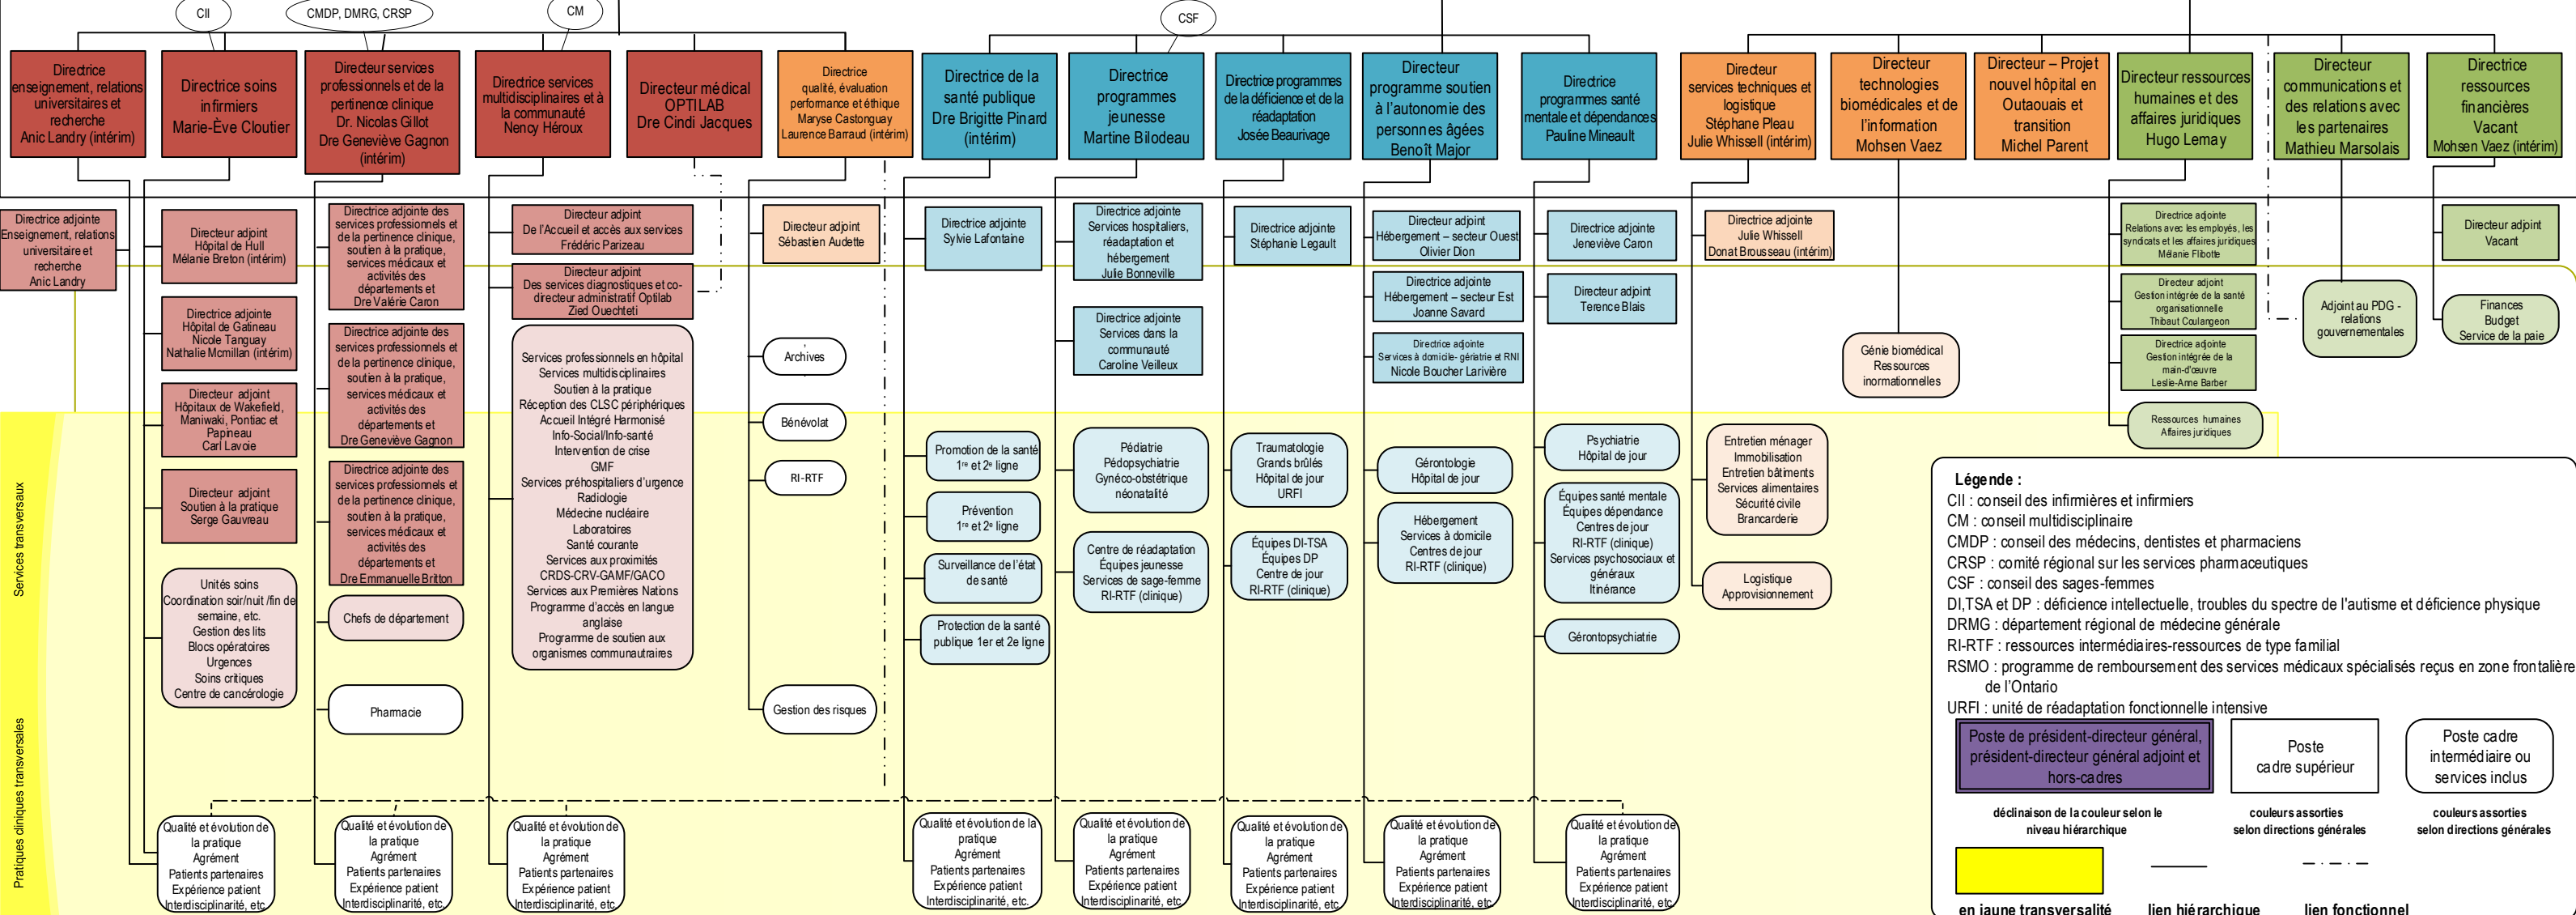 CII
CMDP, DMRG, CRSP
CM
CSF
Directrice
enseignement, relations
universitaires et
recherche
Anic Landry (intérim)
Directrice soins
infirmiers
Marie-Ève Cloutier
Directeur services
professionnels et de la
pertinence clinique
Dr. Nicolas Gillot
Dre Geneviève Gagnon
(intérim)
Directrice services
multidisciplinaires et à
la communauté
Nency Héroux
Directeur médical
OPTILAB
Dre Cindi Jacques
Directrice
qualité, évaluation
performance et éthique
Maryse Castonguay
Laurence Barraud (intérim)
Directrice de la
santé publique
Dre Brigitte Pinard
(intérim)
Directrice
programmes
jeunesse
Martine Bilodeau
Directrice programmes
de la déficience et de la
réadaptation
Josée Beaurivage
Directeur
programme soutien
à l'autonomie des
personnes âgées
Benoît Major
Directrice
programmes santé
mentale et dépendances
Pauline Mineault
Directeur
services techniques et
logistique
Stéphane Pleau
Julie Whissell (intérim)
Directeur
technologies
biomédicales et de
l'information
Mohsen Vaez
Directeur – Projet
nouvel hôpital en
Outaouais et
transition
Michel Parent
Directeur ressources
humaines et des
affaires juridiques
Hugo Lemay
Directeur
communications et
des relations avec
les partenaires
Mathieu Marsolais
Directrice
ressources
financières
Vacant
Mohsen Vaez (intérim)
Directrice adjointe
Enseignement, relations
universitaire et
recherche
Anic Landry
Directeur adjoint
Hôpital de Hull
Mélanie Breton (intérim)
Directrice adjointe
Hôpital de Gatineau
Nicole Tanguay
Nathalie Mcmillan (intérim)
Directeur adjoint
Hôpitaux de Wakefield,
Maniwaki, Pontiac et
Papineau
Carl Lavoie
Directeur adjoint
Soutien à la pratique
Serge Gauvreau
Unités soins
Coordination soir/nuit /fin de
semaine, etc.
Gestion des lits
Blocs opératoires
Urgences
Soins critiques
Centre de cancérologie
Directrice adjointe des
services professionnels et
de la pertinence clinique,
soutien à la pratique,
services médicaux et
activités des
départements et
Dre Valérie Caron
Directrice adjointe des
services professionnels et
de la pertinence clinique,
soutien à la pratique,
services médicaux et
activités des
départements et
Dre Geneviève Gagnon
Directrice adjointe des
services professionnels et
de la pertinence clinique,
soutien à la pratique,
services médicaux et
activités des
départements et
Dre Emmanuelle Britton
Chefs de département
Pharmacie
Directeur adjoint
De l'Accueil et accès aux services
Frédéric Parizeau
Directeur adjoint
Des services diagnostiques et co-
directeur administratif Optilab
Zied Ouechteti
Services professionnels en hôpital
Services multidisciplinaires
Soutien à la pratique
Réception des CLSC périphériques
Accueil Intégré Harmonisé
Info-Social/Info-santé
Intervention de crise
GMF
Services préhospitaliers d'urgence
Radiologie
Médecine nucléaire
Laboratoires
Santé courante
Services aux proximités
CRDS-CRV-GAMF/GACO
Services aux Premières Nations
Programme d'accès en langue
anglaise
Programme de soutien aux
organismes communautraires
Directeur adjoint
Sébastien Audette
Archives
Bénévolat
RI-RTF
Gestion des risques
Directrice adjointe
Sylvie Lafontaine
Promotion de la santé
1re et 2e ligne
Prévention
1re et 2e ligne
Surveillance de l'état
de santé
Protection de la santé
publique 1er et 2e ligne
Directrice adjointe
Services hospitaliers,
réadaptation et
hébergement
Julie Bonneville
Directrice adjointe
Services dans la
communauté
Caroline Veilleux
Pédiatrie
Pédopsychiatrie
Gynéco-obstétrique
néonatalité
Centre de réadaptation
Équipes jeunesse
Services de sage-femme
RI-RTF (clinique)
Directrice adjointe
Stéphanie Legault
Traumatologie
Grands brûlés
Hôpital de jour
URFI
Équipes DI-TSA
Équipes DP
Centre de jour
RI-RTF (clinique)
Directeur adjoint
Hébergement – secteur Ouest
Olivier Dion
Directrice adjointe
Hébergement – secteur Est
Joanne Savard
Directrice adjointe
Services à domicile- gériatrie et RNI
Nicole Boucher Larivière
Gérontologie
Hôpital de jour
Hébergement
Services à domicile
Centres de jour
RI-RTF (clinique)
Directrice adjointe
Jeneviève Caron
Directeur adjoint
Terence Blais
Psychiatrie
Hôpital de jour
Équipes santé mentale
Équipes dépendance
Centres de jour
RI-RTF (clinique)
Services psychosociaux et
généraux
Itinérance
Gérontopsychiatrie
Directrice adjointe
Julie Whissell
Donat Brousseau (intérim)
Entretien ménager
Immobilisation
Entretien bâtiments
Services alimentaires
Sécurité civile
Brancarderie
Logistique
Approvisionnement
Génie biomédical
Ressources
inormationnelles
Directrice adjointe
Relations avec les employés, les
syndicats et les affaires juridiques
Mélanie Flibotte
Directeur adjoint
Gestion intégrée de la santé
organisationnelle
Thibaut Coulangeon
Directrice adjointe
Gestion intégrée de la
main-d'œuvre
Leslie-Anne Barber
Ressources humaines
Affaires juridiques
Adjoint au PDG -
relations
gouvernementales
Directeur adjoint
Vacant
Finances
Budget
Service de la paie
Services transversaux
Pratiques cliniques transversales
Qualité et évolution de
la pratique
Agrément
Patients partenaires
Expérience patient
Interdisciplinarité, etc.
Qualité et évolution de
la pratique
Agrément
Patients partenaires
Expérience patient
Interdisciplinarité, etc.
Qualité et évolution de
la pratique
Agrément
Patients partenaires
Expérience patient
Interdisciplinarité, etc.
Qualité et évolution de la
pratique
Agrément
Patients partenaires
Expérience patient
Interdisciplinarité, etc.
Qualité et évolution de
la pratique
Agrément
Patients partenaires
Expérience patient
Interdisciplinarité, etc.
Qualité et évolution de
la pratique
Agrément
Patients partenaires
Expérience patient
Interdisciplinarité, etc.
Qualité et évolution de
la pratique
Agrément
Patients partenaires
Expérience patient
Interdisciplinarité, etc.
Qualité et évolution de
la pratique
Agrément
Patients partenaires
Expérience patient
Interdisciplinarité, etc.
Légende :
CII : conseil des infirmières et infirmiers
CM : conseil multidisciplinaire
CMDP : conseil des médecins, dentistes et pharmaciens
CRSP : comité régional sur les services pharmaceutiques
CSF : conseil des sages-femmes
DI,TSA et DP : déficience intellectuelle, troubles du spectre de l'autisme et déficience physique
DRMG : département régional de médecine générale
RI-RTF : ressources intermédiaires-ressources de type familial
RSMO : programme de remboursement des services médicaux spécialisés reçus en zone frontalière
de l'Ontario
URFI : unité de réadaptation fonctionnelle intensive
Poste de président-directeur général,
président-directeur général adjoint et
hors-cadres
Poste
cadre supérieur
Poste cadre
intermédiaire ou
services inclus
déclinaison de la couleur selon le
niveau hiérarchique
couleurs assorties
selon directions générales
couleurs assorties
selon directions générales
en jaune transversalité
lien hiérarchique
lien fonctionnel